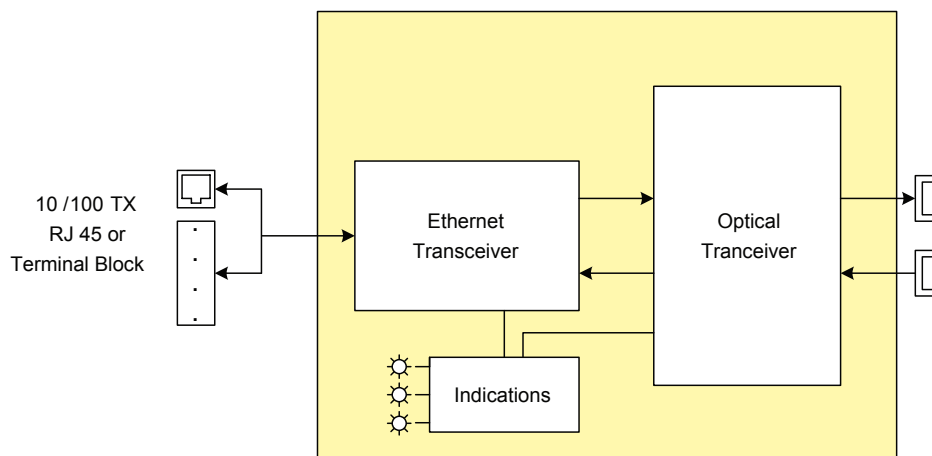 10 /100 TX
RJ 45 or
Terminal Block
Ethernet
Transceiver
Optical
Tranceiver
Indications